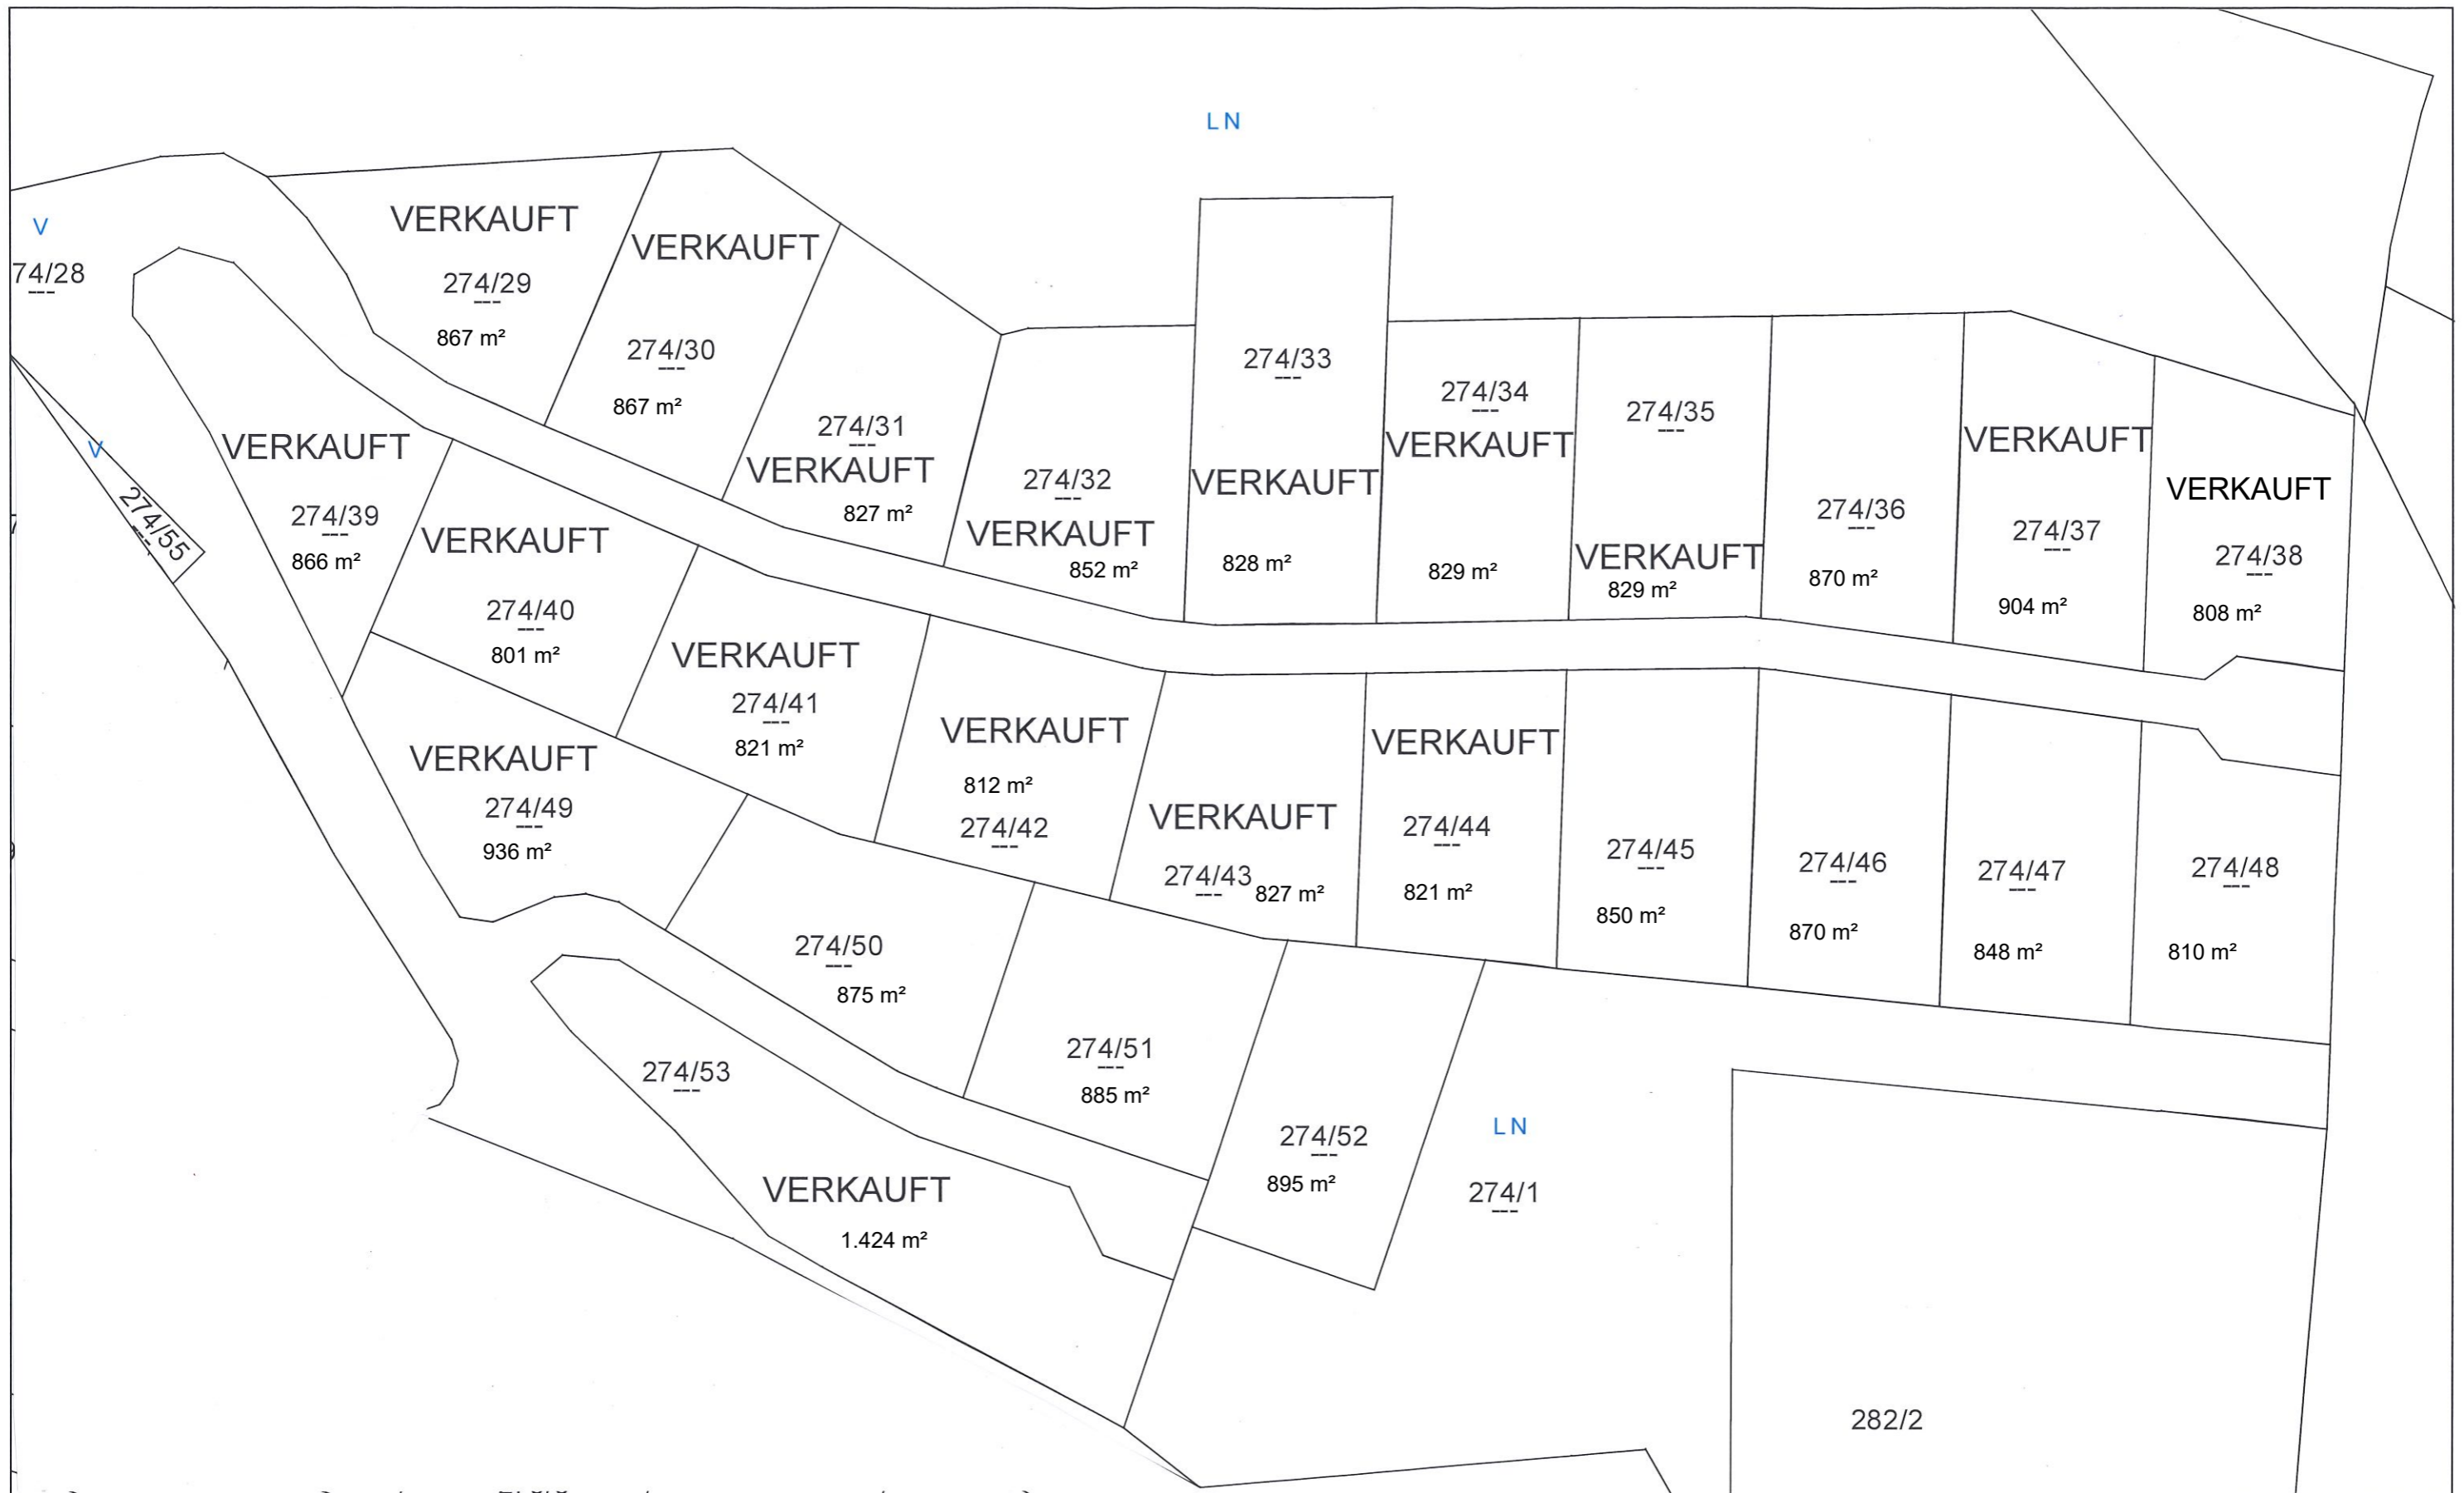 LN
V
74/28
---
VERKAUFT
274/29
---
867 m²
VERKAUFT
274/30
---
867 m²
274/31
---
VERKAUFT
827 m²
274/32
---
VERKAUFT
852 m²
274/33
---
VERKAUFT
828 m²
274/34
---
VERKAUFT
829 m²
274/35
---
VERKAUFT
829 m²
274/36
---
870 m²
VERKAUFT
274/37
---
904 m²
VERKAUFT
274/38
---
808 m²
V
274/55
---
VERKAUFT
274/39
---
866 m²
VERKAUFT
274/40
---
801 m²
VERKAUFT
274/41
---
821 m²
VERKAUFT
812 m²
274/42
---
VERKAUFT
274/43
---
827 m²
VERKAUFT
274/44
---
821 m²
274/45
---
850 m²
274/46
---
870 m²
274/47
---
848 m²
274/48
---
810 m²
VERKAUFT
274/49
---
936 m²
274/50
---
875 m²
274/51
---
885 m²
274/52
---
895 m²
274/53
---
VERKAUFT
1.424 m²
LN
274/1
---
282/2